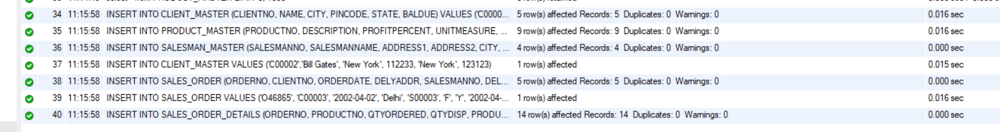 34 11:15:58 INSERT INTO CLIENT_MASTER (CLIENTNO, NAME, CITY, PINCODE, STATE, BALDUE) VALUES ('C0000... 5 row(s) affected Records: 5 Duplicates: 0 Warnings: 0 0.016 sec
35 11:15:58 INSERT INTO PRODUCT_MASTER (PRODUCTNO, DESCRIPTION, PROFITPERCENT, UNITMEASURE, ... 9 row(s) affected Records: 9 Duplicates: 0 Warnings: 0 0.016 sec
36 11:15:58 INSERT INTO SALESMAN_MASTER (SALESMANNO, SALESMANNAME, ADDRESS1, ADDRESS2, CITY, ... 4 row(s) affected Records: 4 Duplicates: 0 Warnings: 0 0.000 sec
37 11:15:58 INSERT INTO CLIENT_MASTER VALUES ('C00002','Bill Gates', 'New York', 112233, 'New York', 123123) 1 row(s) affected 0.015 sec
38 11:15:58 INSERT INTO SALES_ORDER (ORDERNO, CLIENTNO, ORDERDATE, DELYADDR, SALESMANNO, DEL... 5 row(s) affected Records: 5 Duplicates: 0 Warnings: 0 0.000 sec
39 11:15:58 INSERT INTO SALES_ORDER VALUES ('O46865', 'C00003', '2002-04-02', 'Delhi', 'S00003', 'F', 'Y', '2002-04-... 1 row(s) affected 0.016 sec
40 11:15:58 INSERT INTO SALES_ORDER_DETAILS (ORDERNO, PRODUCTNO, QTYORDERED, QTYDISP, PRODU... 14 row(s) affected Records: 14 Duplicates: 0 Warnings: 0 0.000 sec